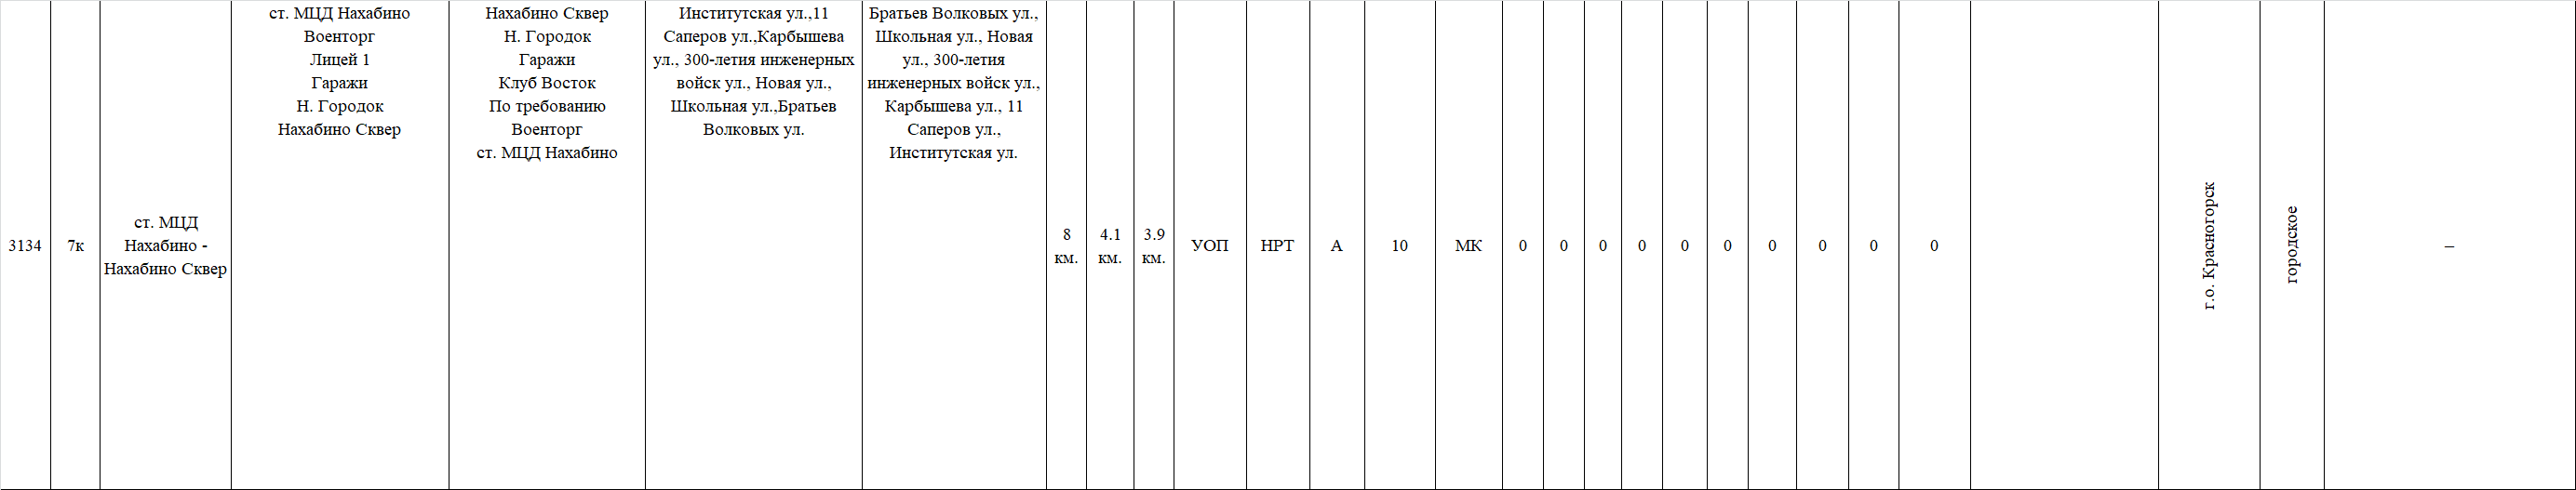 3134
7к
ст. МЦД
Нахабино -
Нахабино Сквер
ст. МЦД Нахабино
Военторг
Лицей 1
Гаражи
Н. Городок
Нахабино Сквер
Нахабино Сквер
Н. Городок
Гаражи
Клуб Восток
По требованию
Военторг
ст. МЦД Нахабино
Институтская ул.,11
Саперов ул.,Карбышева
ул., 300-летия инженерных
войск ул., Новая ул.,
Школьная ул.,Братьев
Волковых ул.
Братьев Волковых ул.,
Школьная ул., Новая
ул., 300-летия
инженерных войск ул.,
Карбышева ул., 11
Саперов ул.,
Институтская ул.
8
км.
4.1
км.
3.9
км.
УОП
НРТ
А
10
МК
0
0
0
0
0
0
0
0
0
0
г.о. Красногорск
городское
–